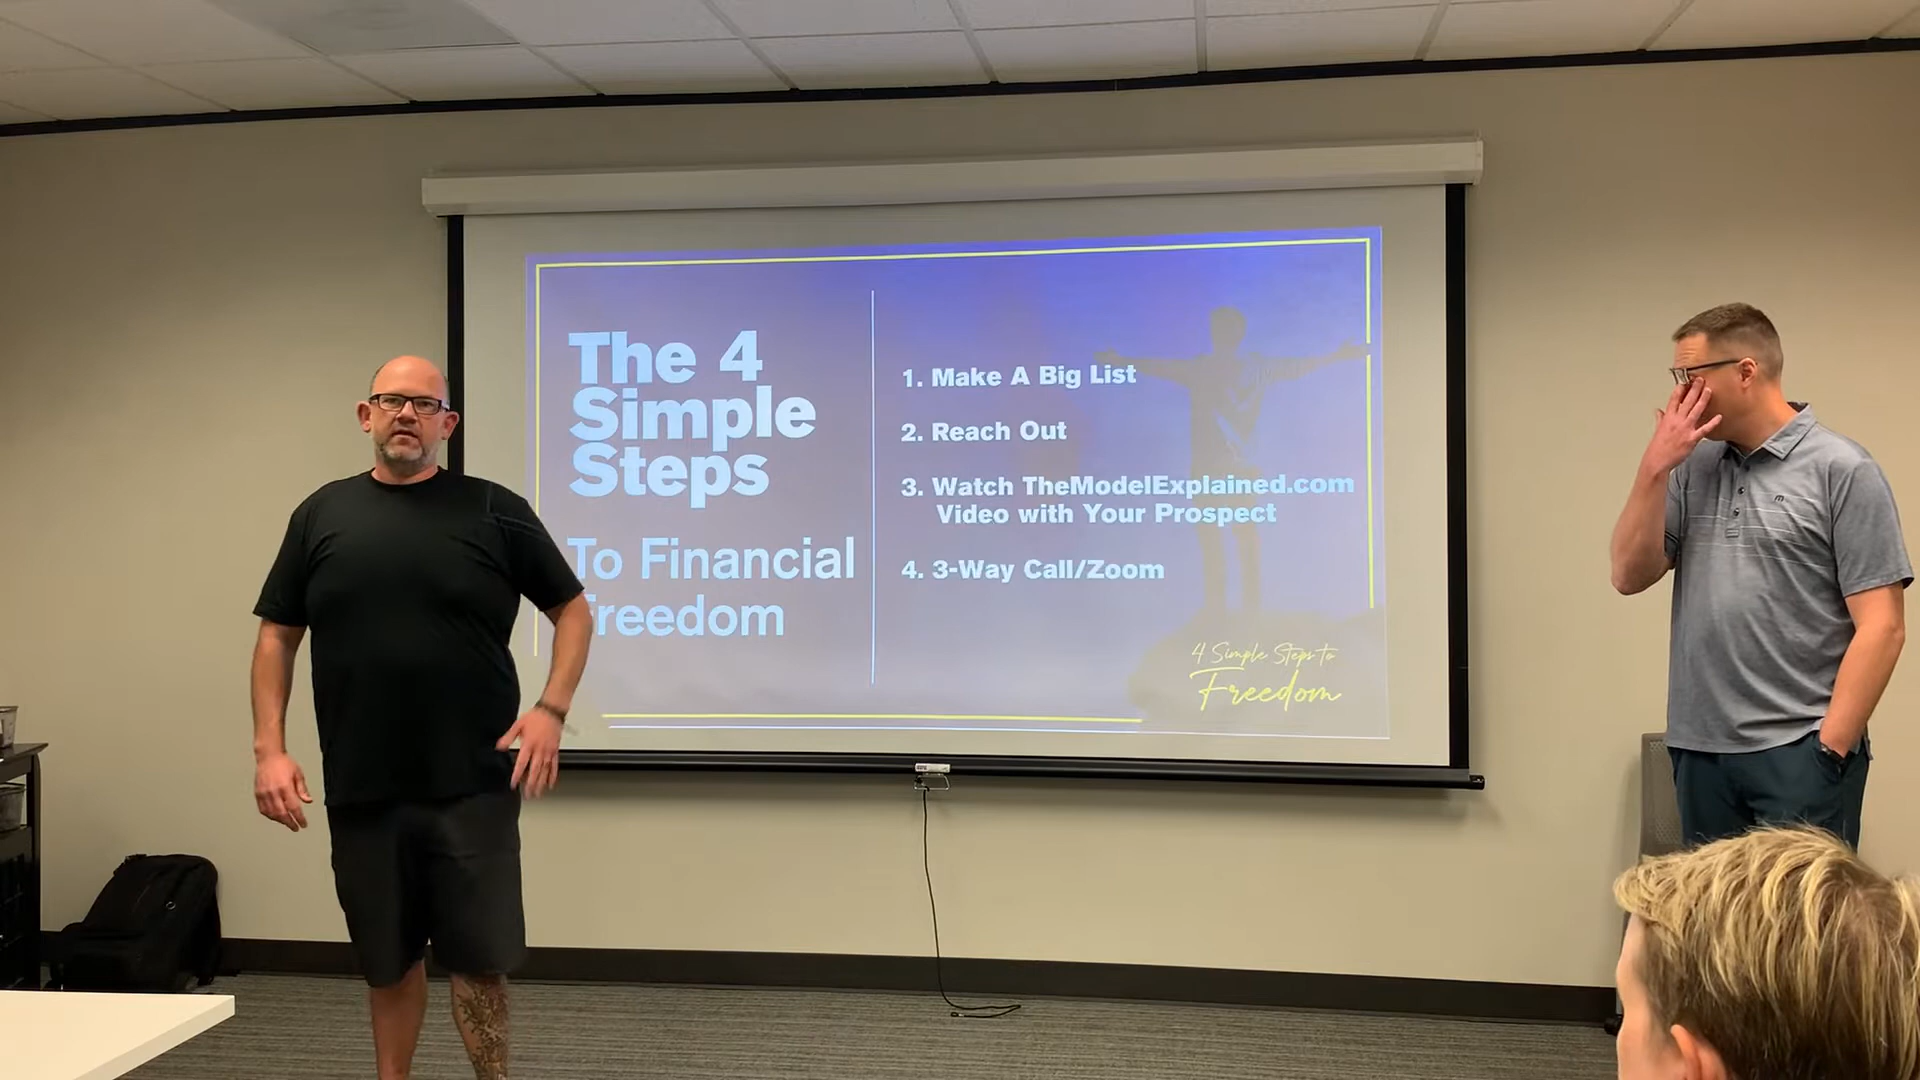 The 4
Simple
Steps
To Financial
Freedom
1. Make A Big List
2. Reach Out
3. Watch TheModelExplained.com
Video with Your Prospect
4. 3-Way Call/Zoom
4 Simple Steps to
Freedom